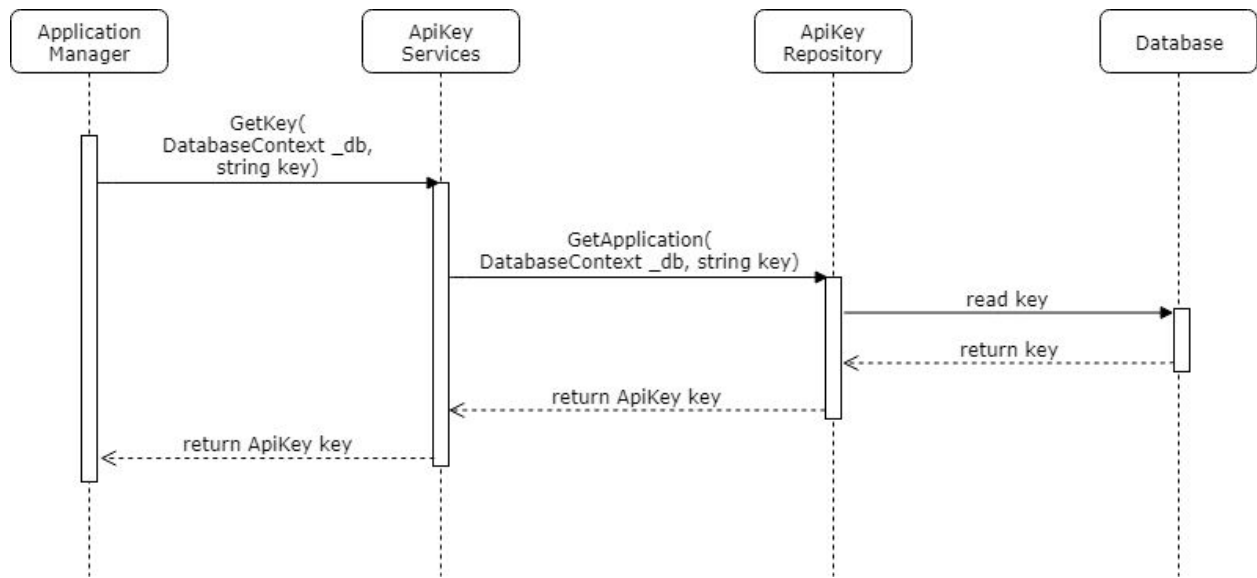 Application
Manager
ApiKey
Services
ApiKey
Repository
Database
GetKey(
DatabaseContext _db,
string key)
GetApplication(
DatabaseContext _db, string key)
read key
return key
return ApiKey key
return ApiKey key